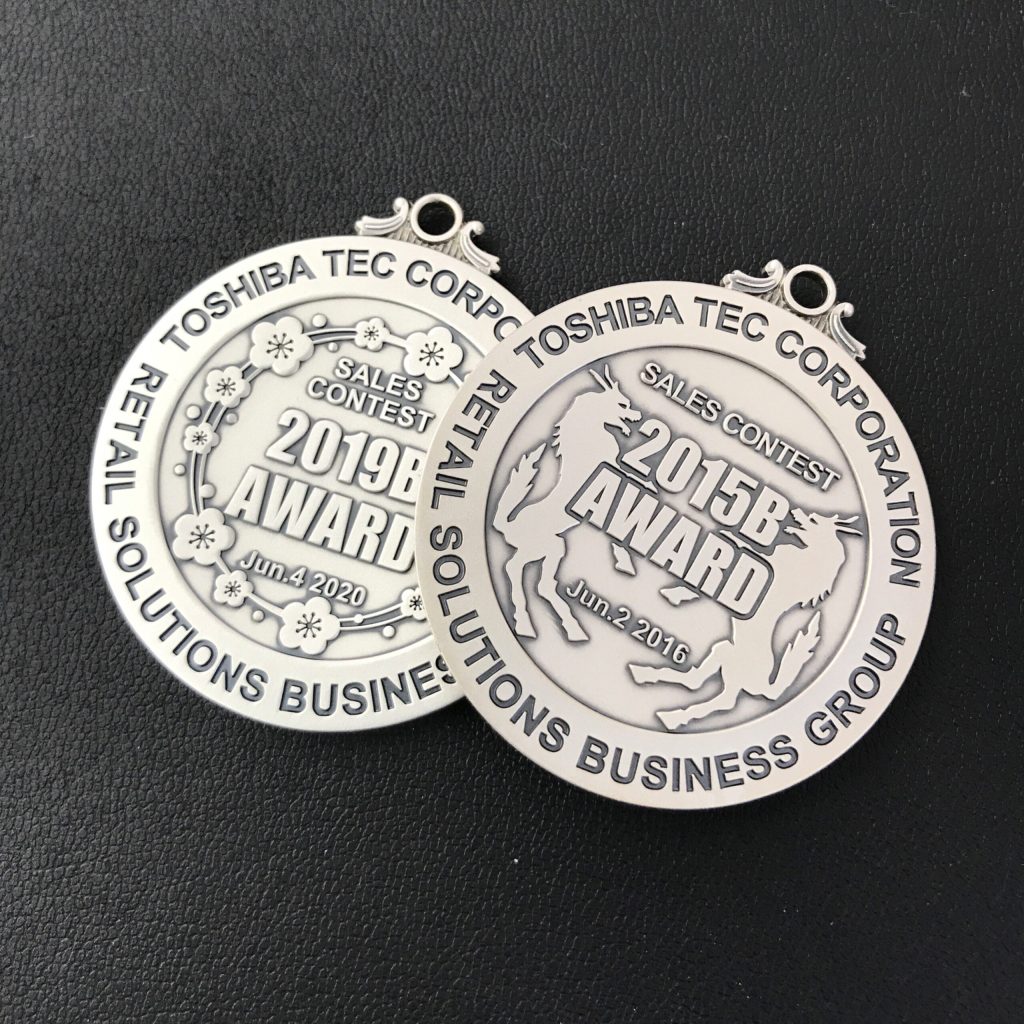 TOSHIBA TEC CORPO
RETAIL SOLUTIONS BUSINES
SALES
CONTEST
2019B
AWARD
Jun.4 2020
TOSHIBA TEC CORPORATION
RETAIL SOLUTIONS BUSINESS GROUP
SALES CONTEST
2015B
AWARD
Jun.2 2016